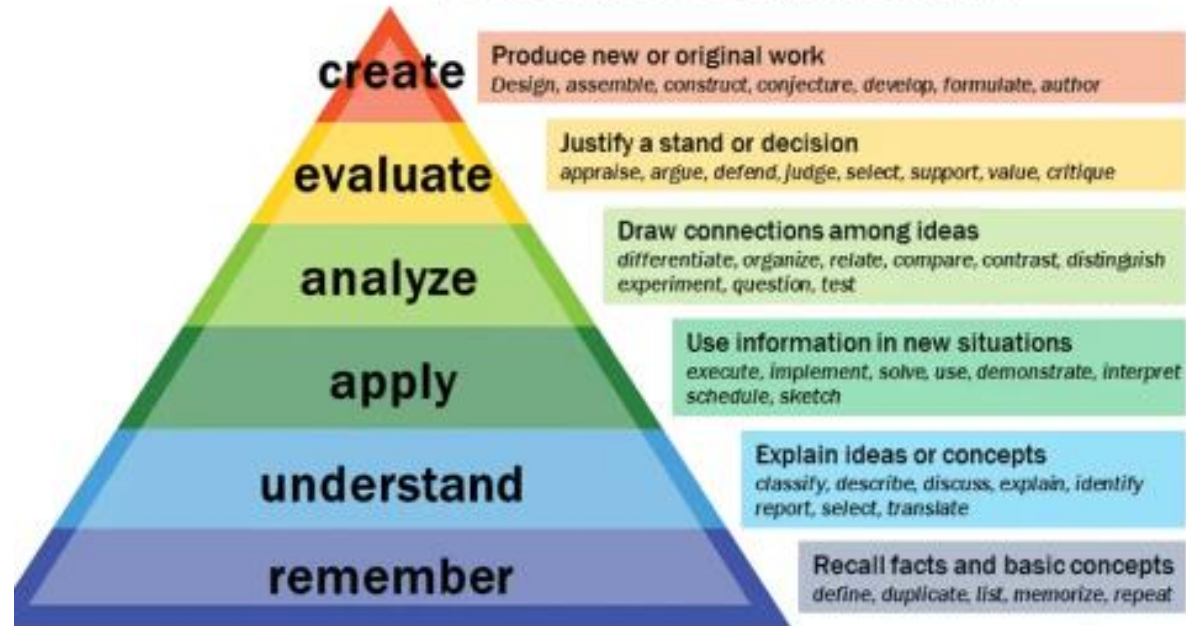 create
Produce new or original work
Design, assemble, construct, conjecture, develop, formulate, author
evaluate
Justify a stand or decision
appraise, argue, defend, judge, select, support, value, critique
analyze
Draw connections among ideas
differentiate, organize, relate, compare, contrast, distinguish
experiment, question, test
apply
Use information in new situations
execute, implement, solve, use, demonstrate, interpret
schedule, sketch
understand
Explain ideas or concepts
classify, describe, discuss, explain, identify
report, select, translate
remember
Recall facts and basic concepts
define, duplicate, list, memorize, repeat